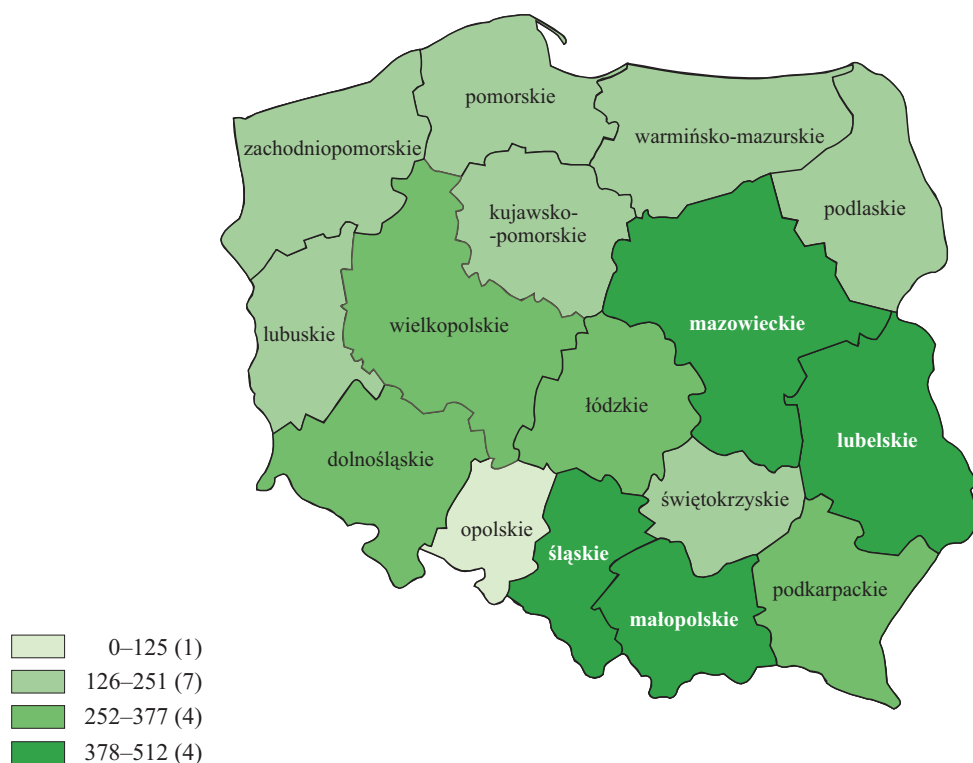 pomorskie
warmińsko-mazurskie
zachodniopomorskie
podlaskie
kujawsko-
-pomorskie
mazowieckie
wielkopolskie
lubuskie
łódzkie
lubelskie
dolnośląskie
świętokrzyskie
opolskie
śląskie
podkarpackie
małopolskie
0–125 (1)
126–251 (7)
252–377 (4)
378–512 (4)